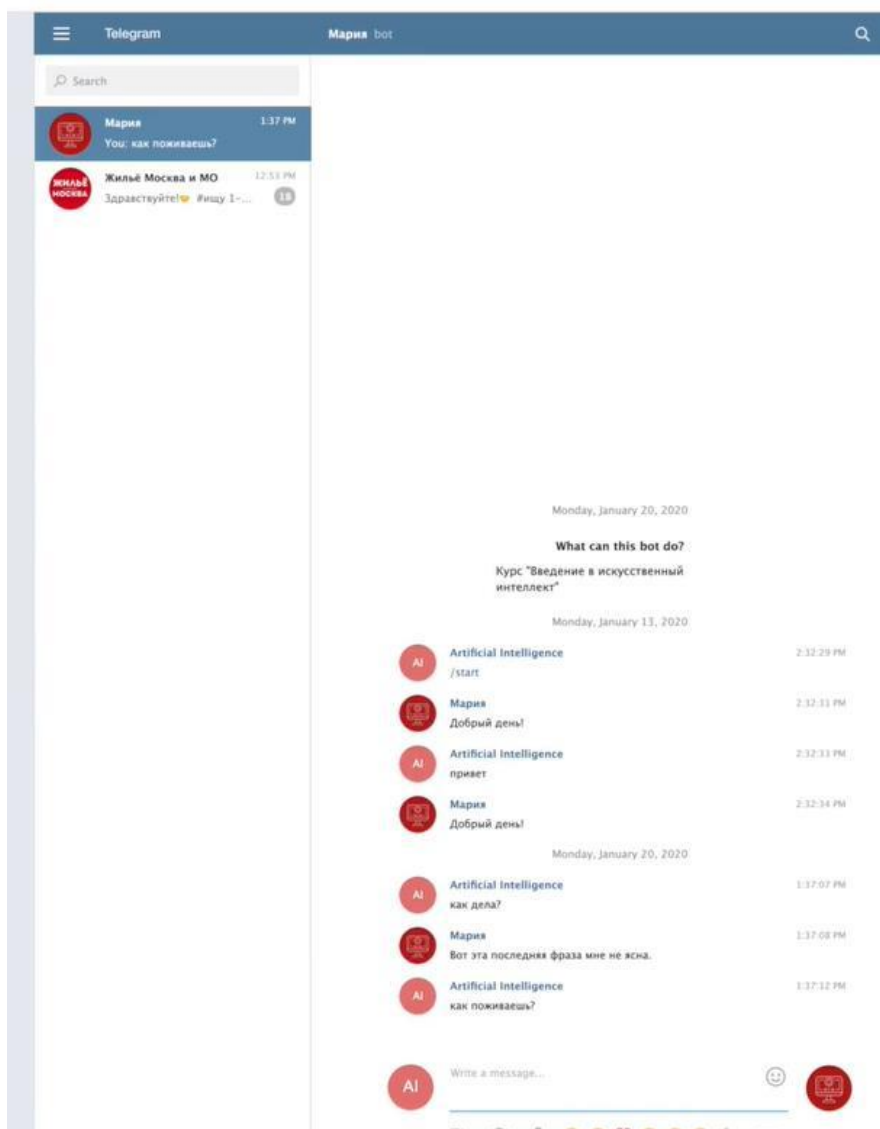 Telegram
Мария bot
Search
Мария 1:37 PM
You: как поживаешь?
ЖИЛЬЁ МОСКВА
Жильё Москва и МО 12:53 PM
Здравствуйте!🤝 #ищу 1-... 18
Monday, January 20, 2020
What can this bot do?
Курс "Введение в искусственный
интеллект"
Monday, January 13, 2020
AI Artificial Intelligence 2:32:29 PM
/start
Мария 2:32:31 PM
Добрый день!
AI Artificial Intelligence 2:32:33 PM
привет
Мария 2:32:34 PM
Добрый день!
Monday, January 20, 2020
AI Artificial Intelligence 1:37:07 PM
как дела?
Мария 1:37:08 PM
Вот эта последняя фраза мне не ясна.
AI Artificial Intelligence 1:37:12 PM
как поживаешь?
AI Write a message...